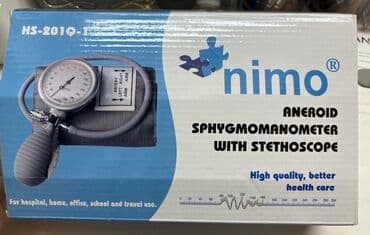 HS-201Q-1
nimo®
ANEROID
SPHYGMOMANOMETER
WITH STETHOSCOPE
High quality, better
health care
For hospital, home, office, school and travel use.